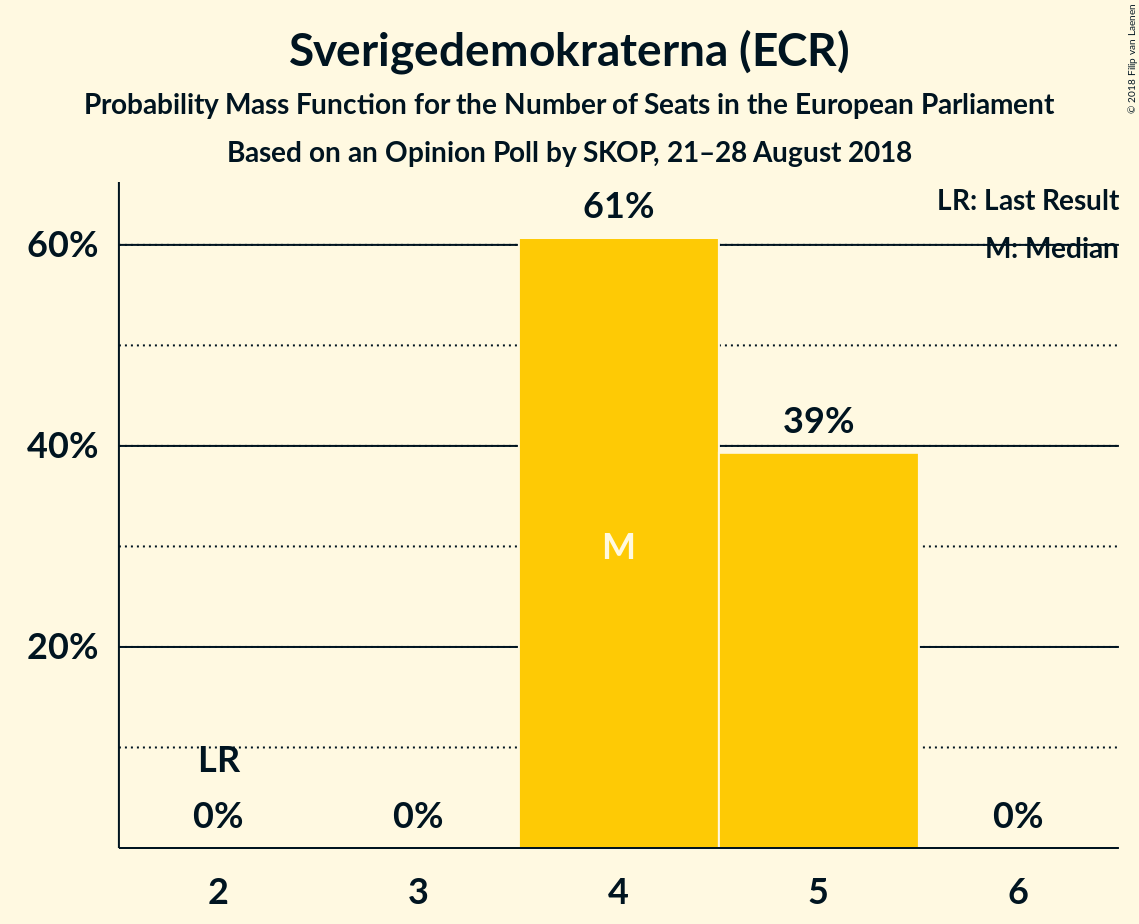 Sverigedemokraterna (ECR)
Probability Mass Function for the Number of Seats in the European Parliament
Based on an Opinion Poll by SKOP, 21–28 August 2018
© 2018 Filip van Laenen
LR: Last Result
M: Median
61%
60%
39%
40%
M
20%
LR
0%
0%
0%
2
3
4
5
6